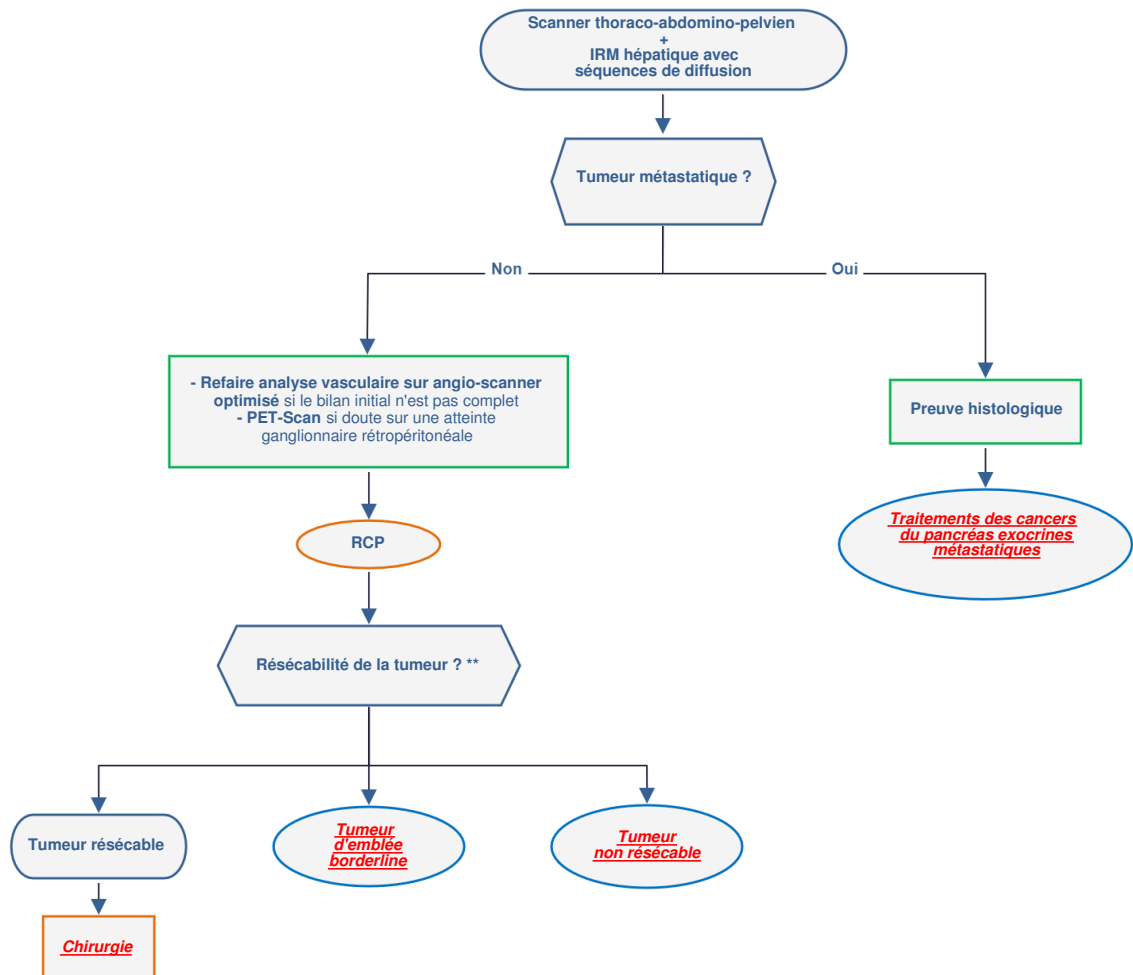 Scanner thoraco-abdomino-pelvien
+
IRM hépatique avec
séquences de diffusion
Tumeur métastatique ?
Non
Oui
- Refaire analyse vasculaire sur angio-scanner
optimisé si le bilan initial n'est pas complet
- PET-Scan si doute sur une atteinte
ganglionnaire rétropéritonéale
Preuve histologique
RCP
Traitements des cancers
du pancréas exocrines
métastatiques
Résécabilité de la tumeur ? **
Tumeur résécable
Tumeur
d'emblée
borderline
Tumeur
non résécable
Chirurgie